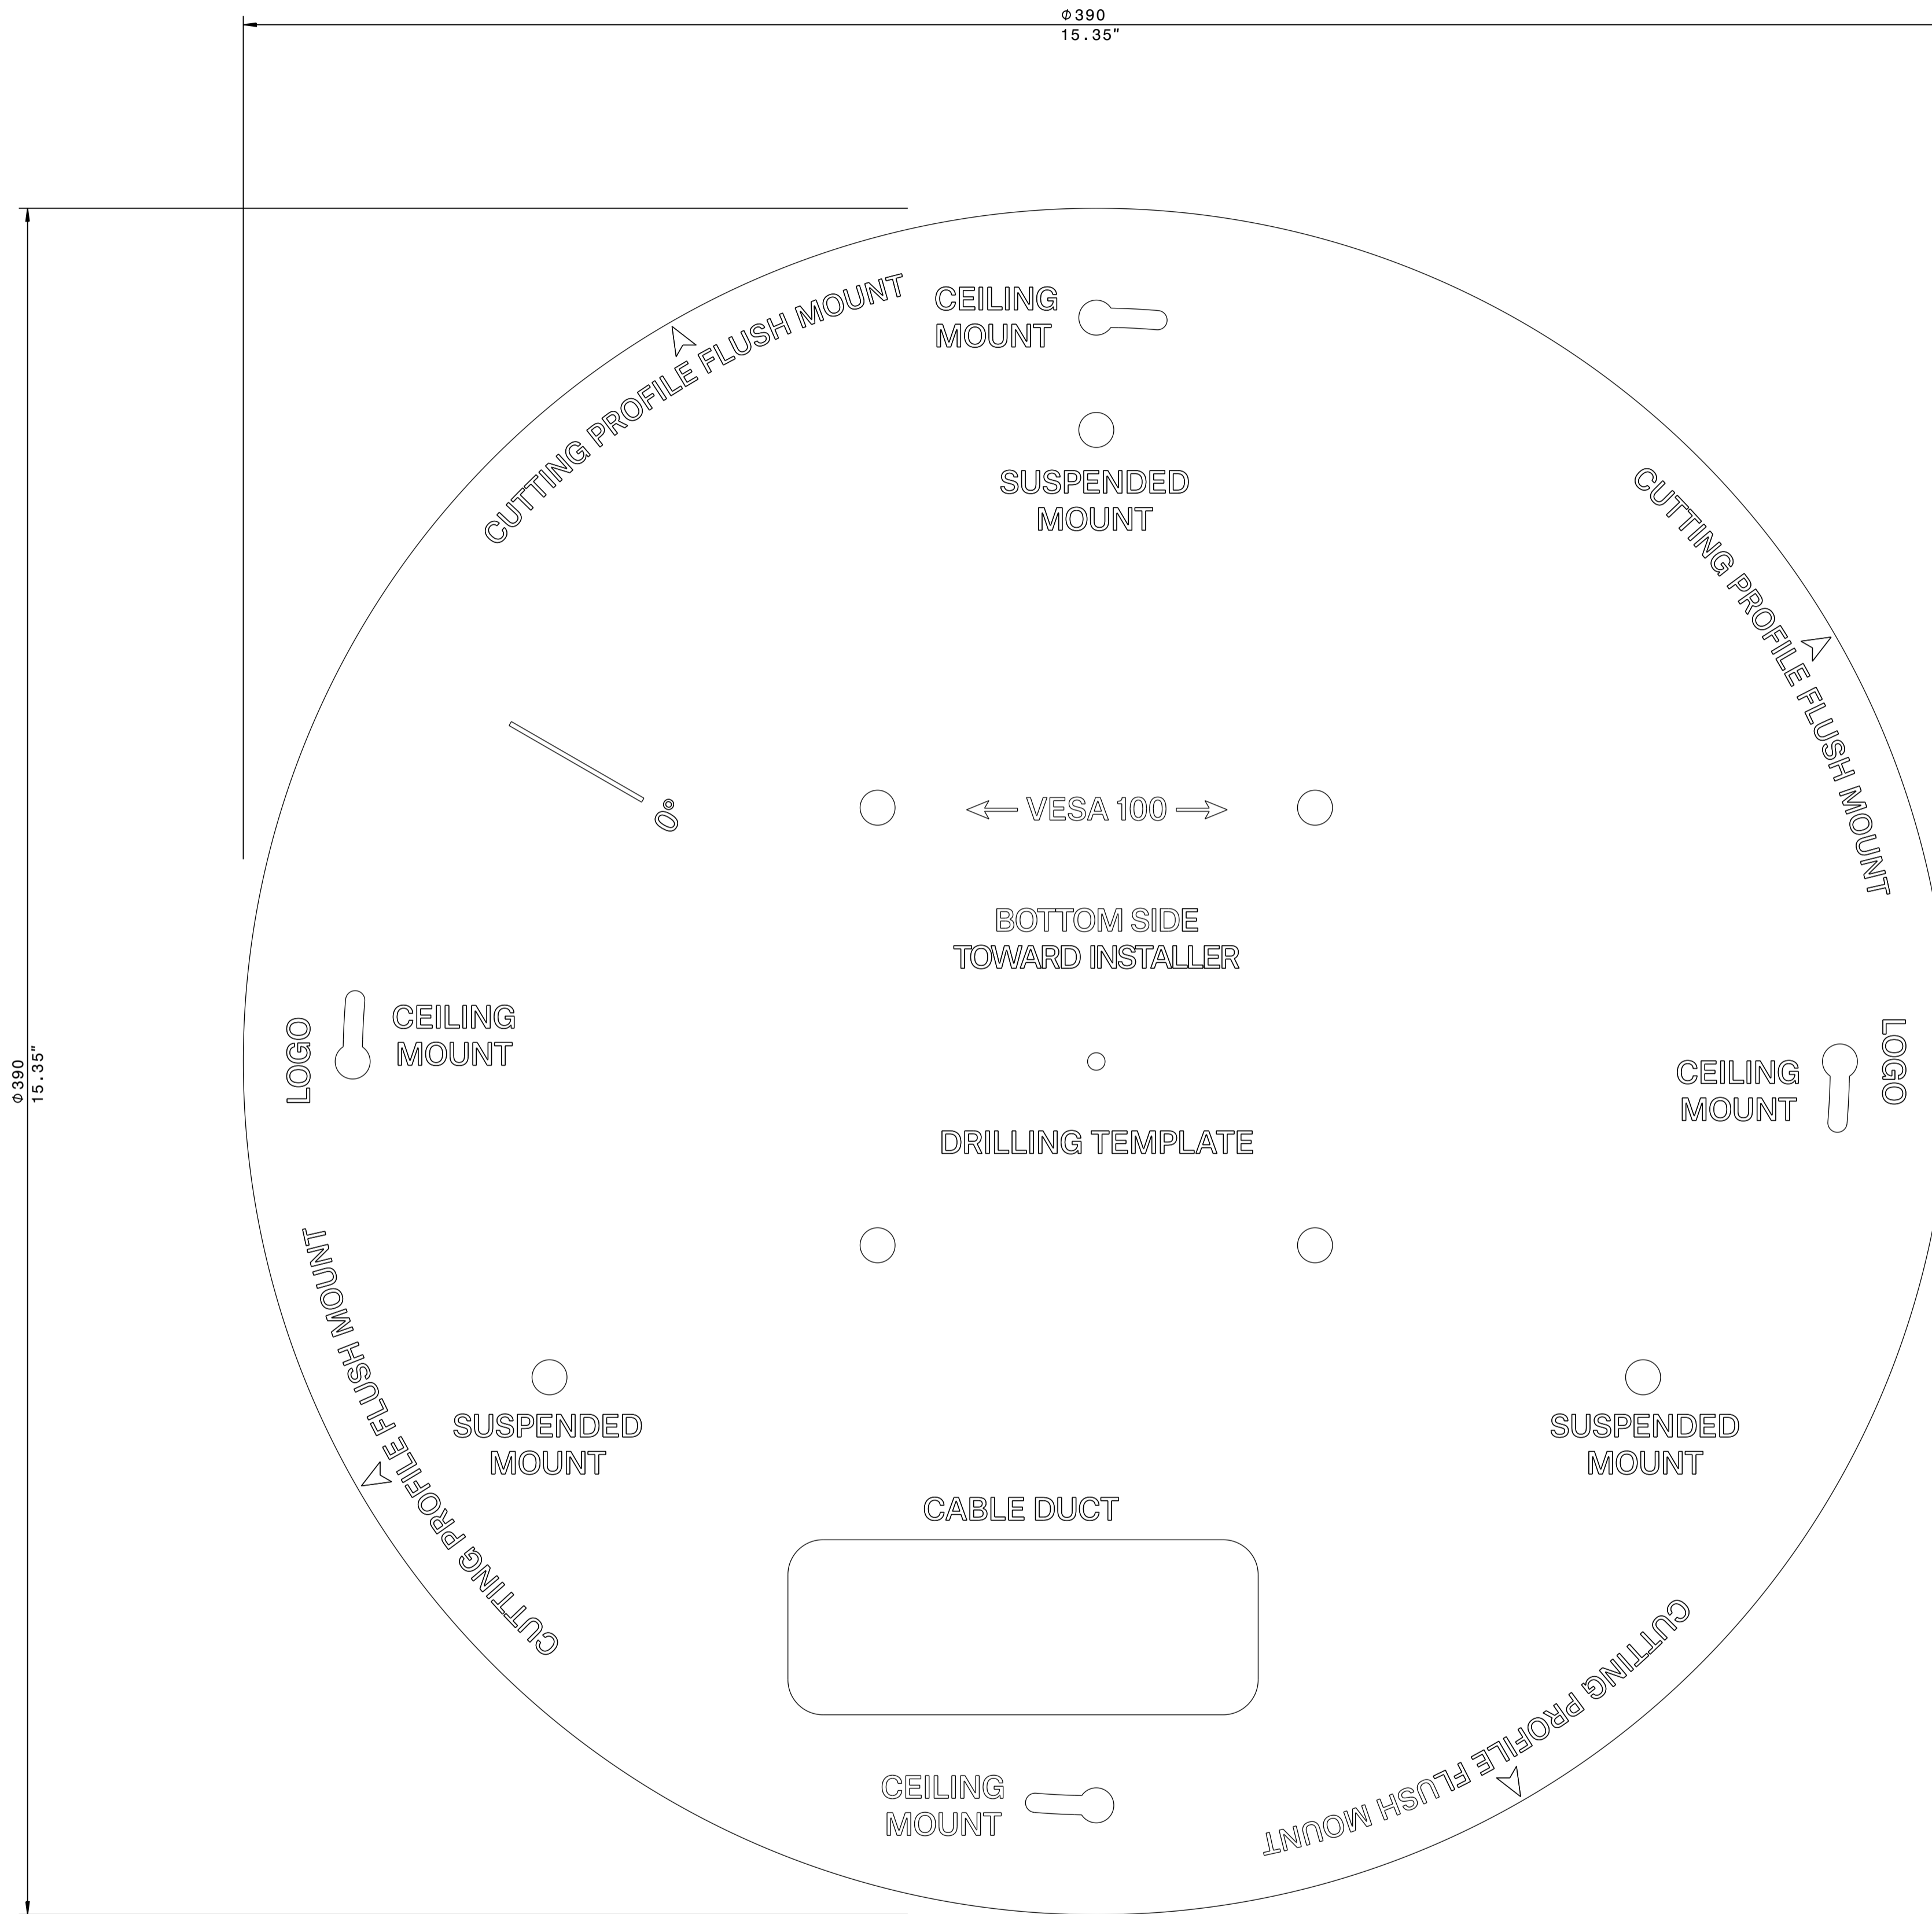 ⌀390
15.35"
CUTTING PROFILE FLUSH MOUNT
CEILING
MOUNT
SUSPENDED
MOUNT
CUTTING PROFILE FLUSH MOUNT
0°
VESA 100
BOTTOM SIDE
TOWARD INSTALLER
⌀390
15.35"
LOGO
CEILING
MOUNT
CEILING
MOUNT
LOGO
DRILLING TEMPLATE
CUTTING PROFILE FLUSH MOUNT
SUSPENDED
MOUNT
SUSPENDED
MOUNT
CABLE DUCT
CUTTING PROFILE FLUSH MOUNT
CEILING
MOUNT